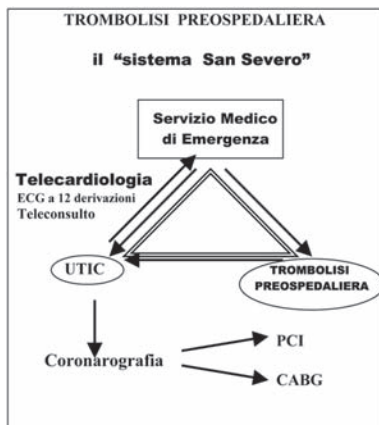 TROMBOLISI PREOSPEDALIERA
il "sistema San Severo"
Servizio Medico
di Emergenza
Telecardiologia
ECG a 12 derivazioni
Teleconsulto
UTIC
TROMBOLISI
PREOSPEDALIERA
Coronarografia
PCI
CABG